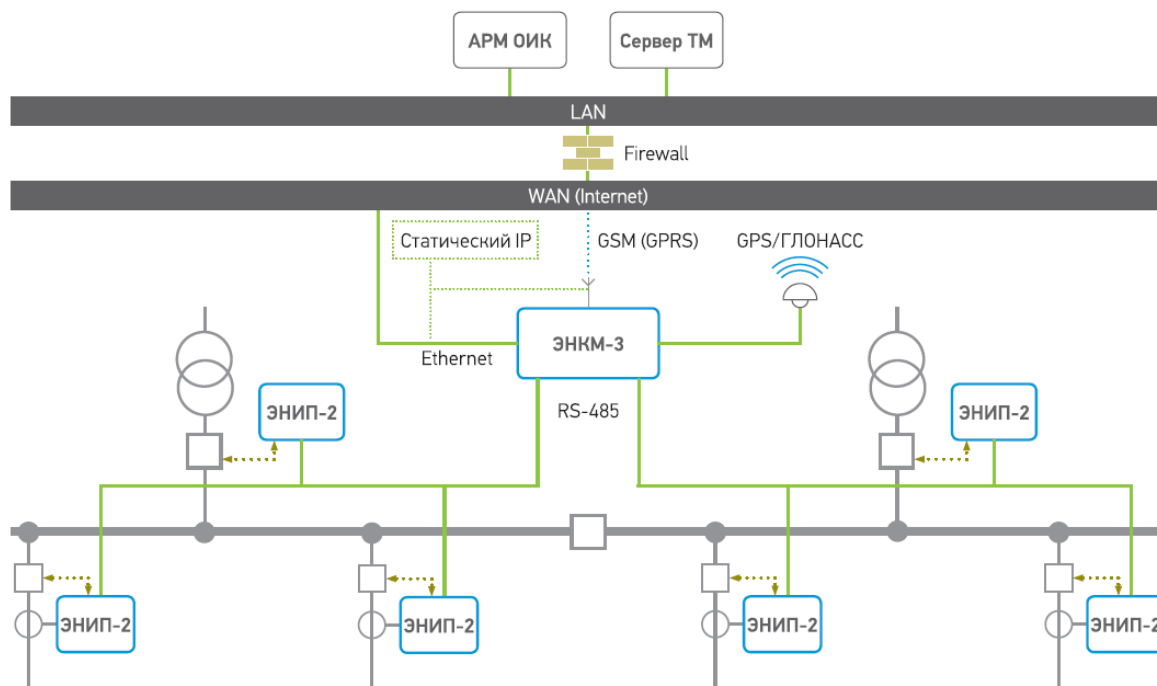 АРМ ОИК
Сервер ТМ
LAN
Firewall
WAN (Internet)
Статический IP
GSM (GPRS)
GPS/ГЛОНАСС
ЭНКМ-3
Ethernet
RS-485
ЭНИП-2
ЭНИП-2
ЭНИП-2
ЭНИП-2
ЭНИП-2
ЭНИП-2